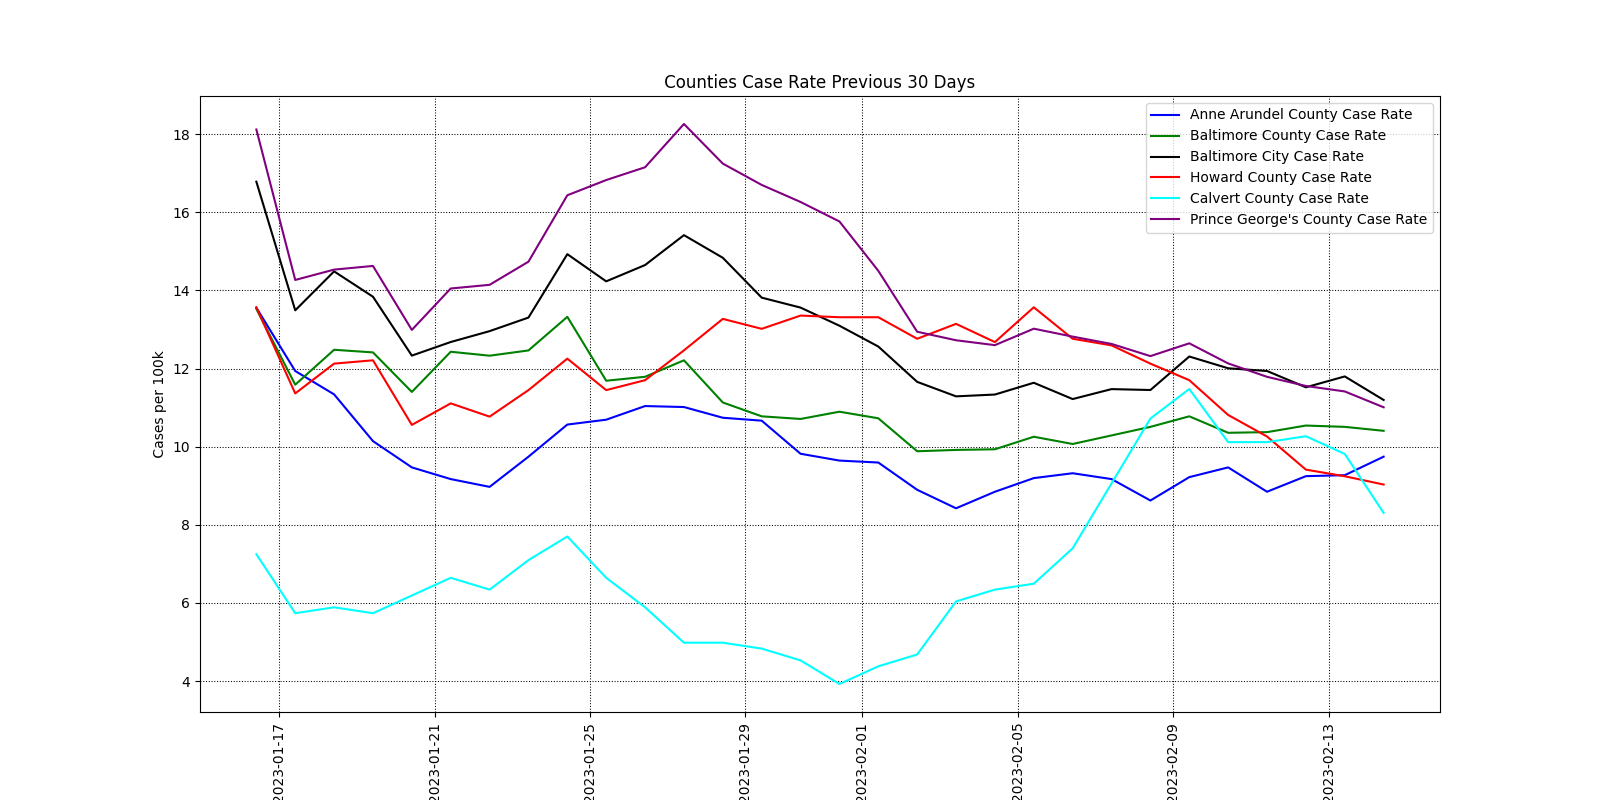 Counties Case Rate Previous 30 Days
Cases per 100k
18
16
14
12
10
8
6
4
Anne Arundel County Case Rate
Baltimore County Case Rate
Baltimore City Case Rate
Howard County Case Rate
Calvert County Case Rate
Prince George's County Case Rate
2023-01-17
2023-01-21
2023-01-25
2023-01-29
2023-02-01
2023-02-05
2023-02-09
2023-02-13